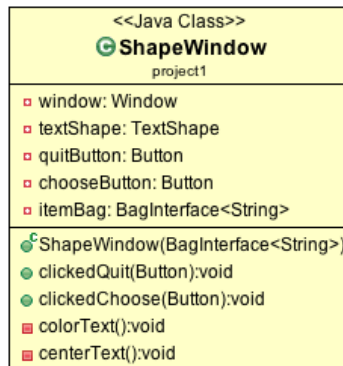 <<Java Class>>
ShapeWindow
project1
window: Window
textShape: TextShape
quitButton: Button
chooseButton: Button
itemBag: BagInterface<String>
ShapeWindow(BagInterface<String>)
clickedQuit(Button):void
clickedChoose(Button):void
colorText():void
centerText():void